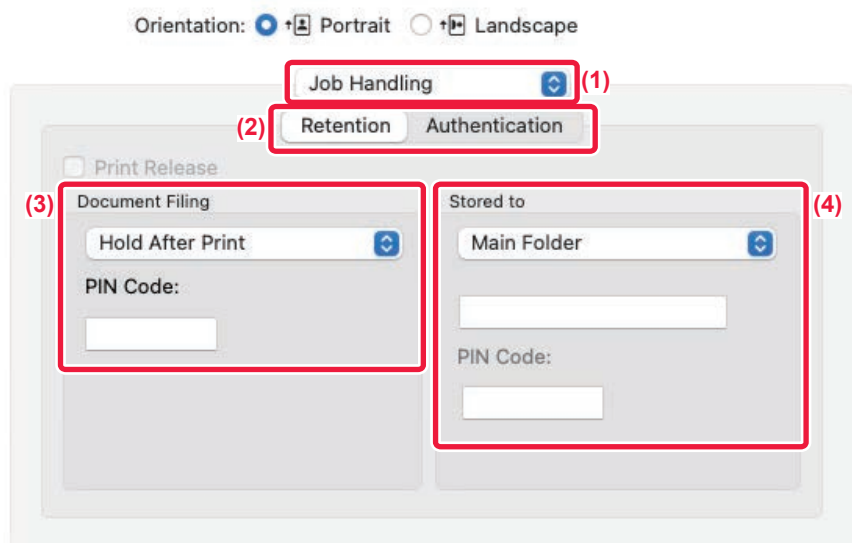 Orientation: Portrait Landscape
Job Handling (1)
(2) Retention Authentication
Print Release
(3) Document Filing
Hold After Print
PIN Code:
Stored to (4)
Main Folder
PIN Code: